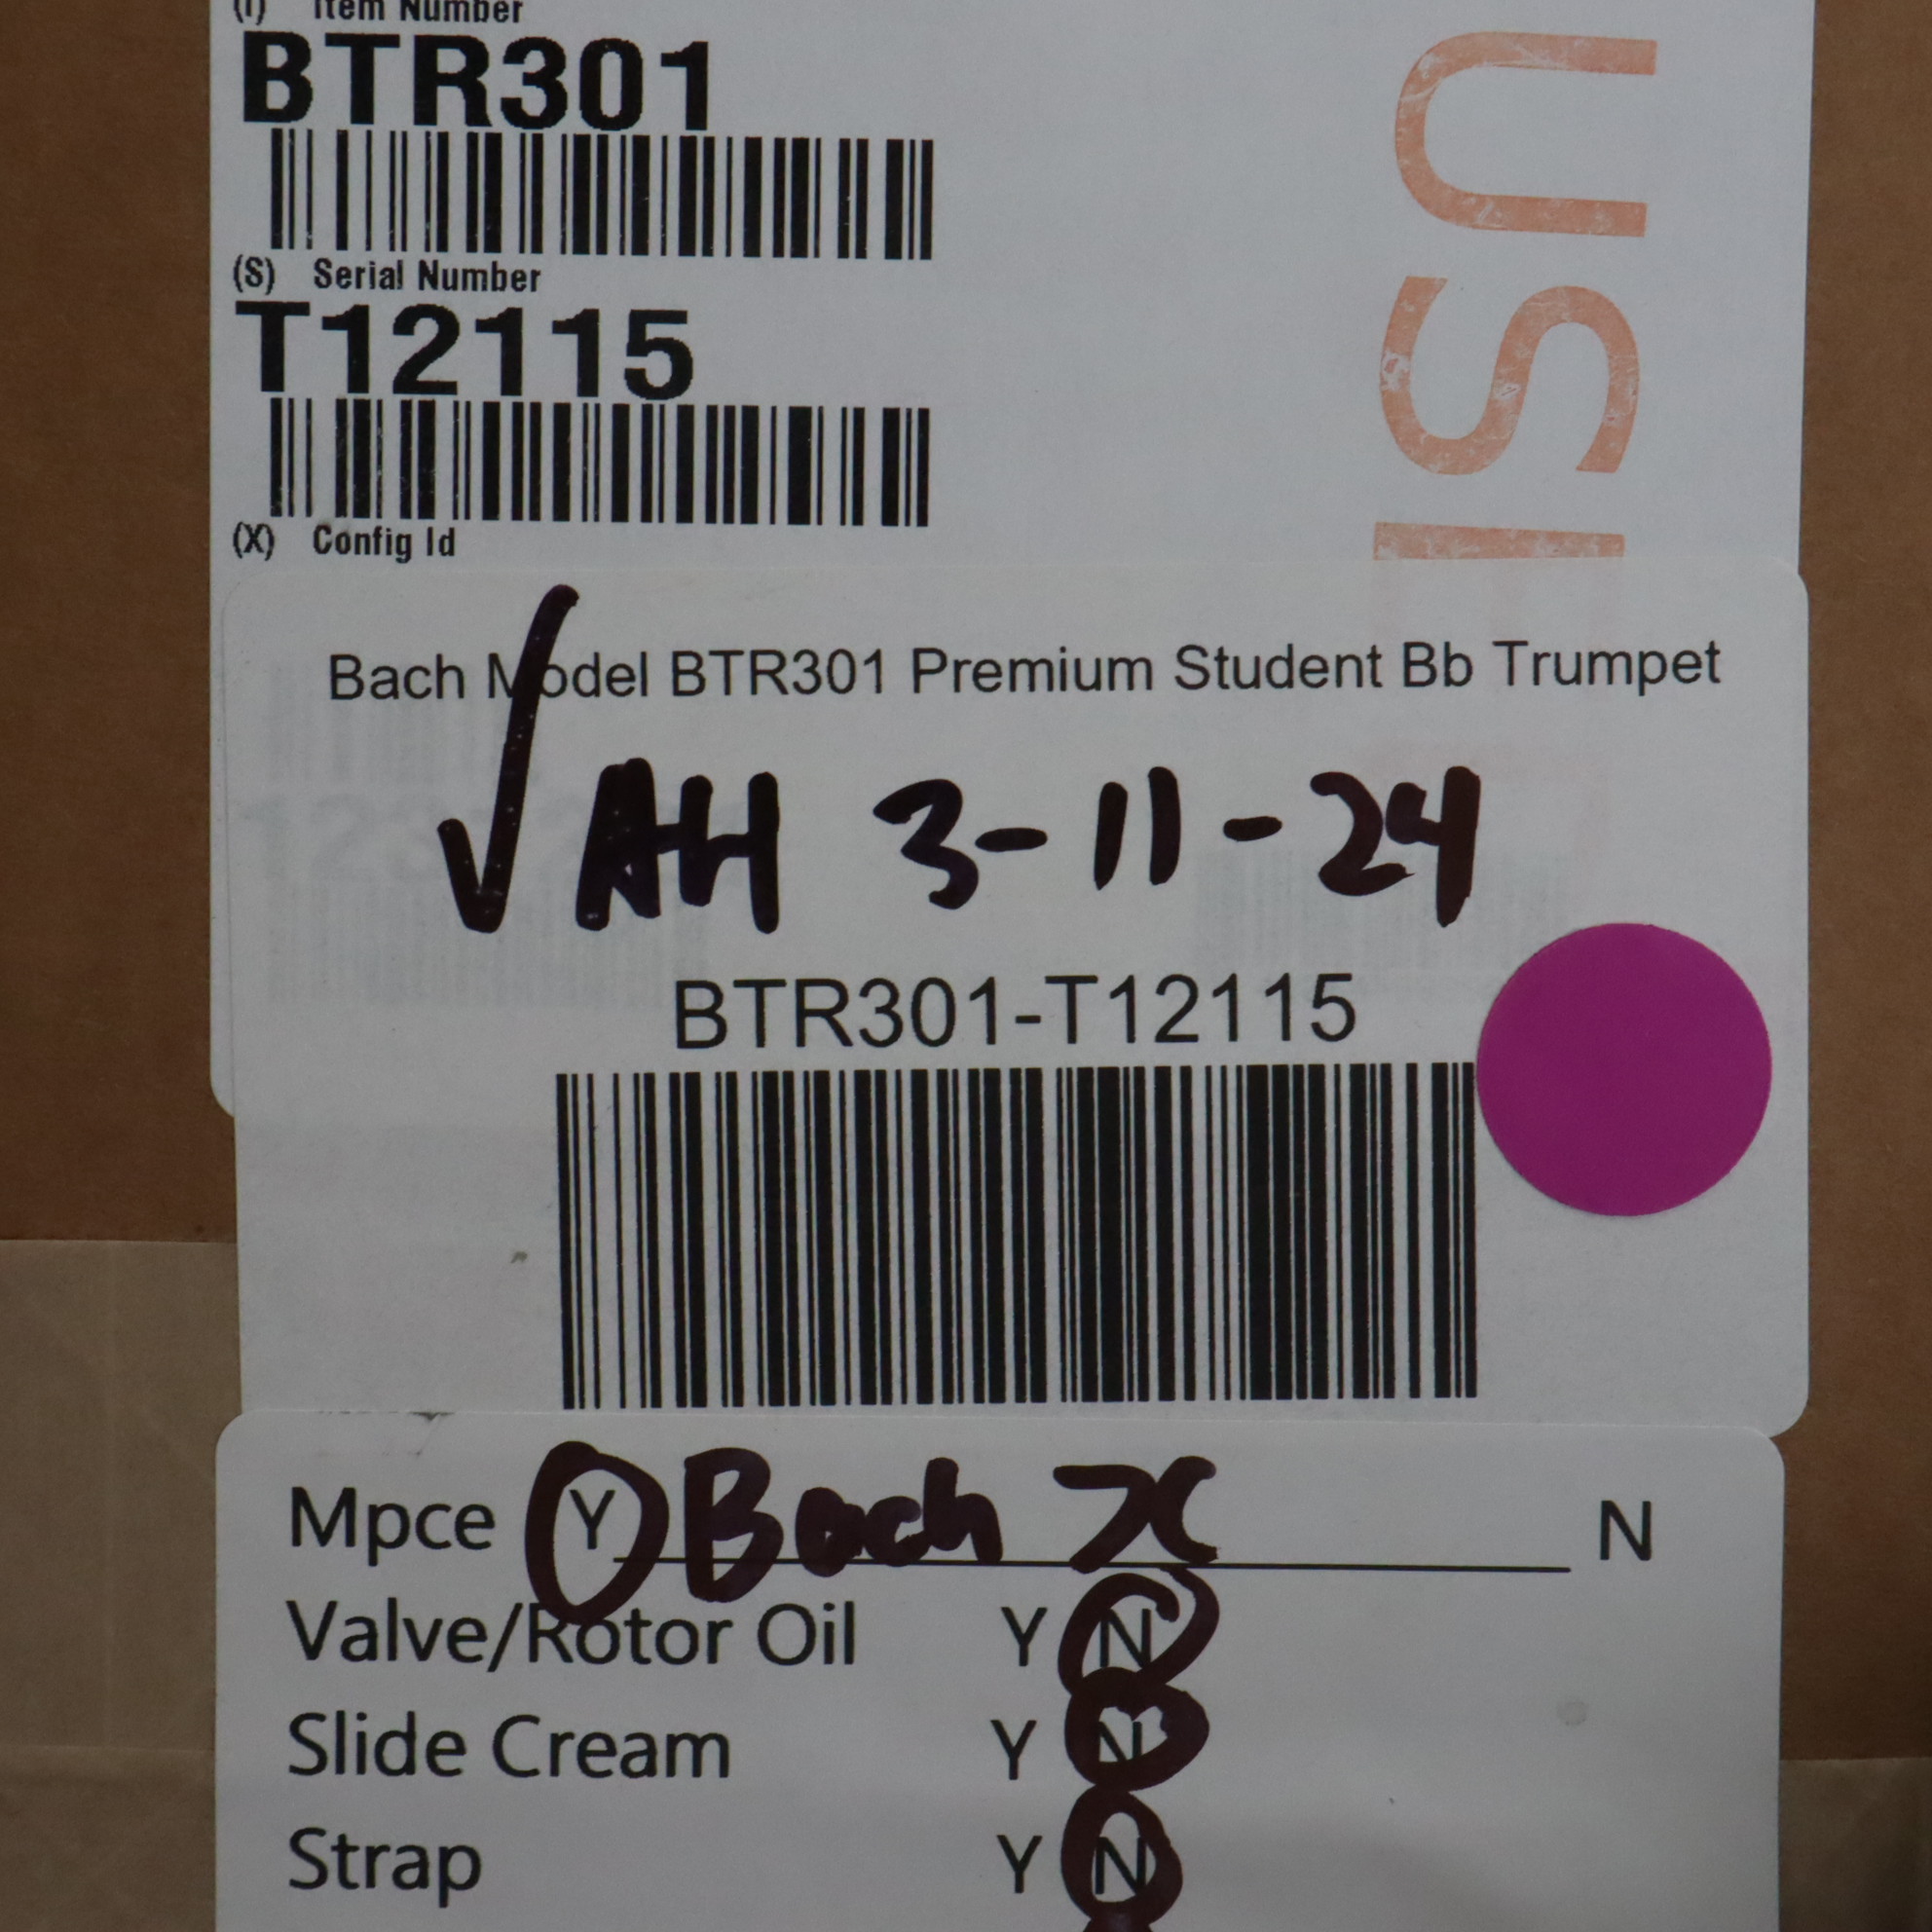 (I) Item Number
BTR301
(S) Serial Number
T12115
(X) Config Id
US
Bach Model BTR301 Premium Student Bb Trumpet
√ AH 3-11-24
BTR301-T12115
Mpce Y Bach N
Valve/Rotor Oil Y N
Slide Cream Y N
Strap Y N